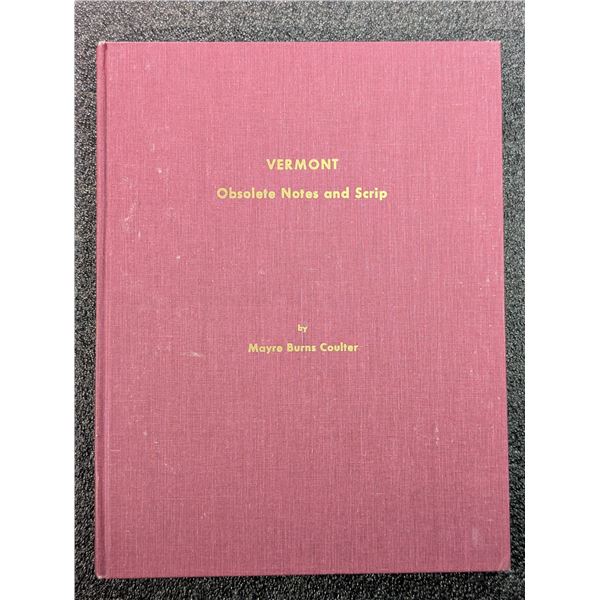 VERMONT
Obsolete Notes and Scrip
by
Mayre Burns Coulter